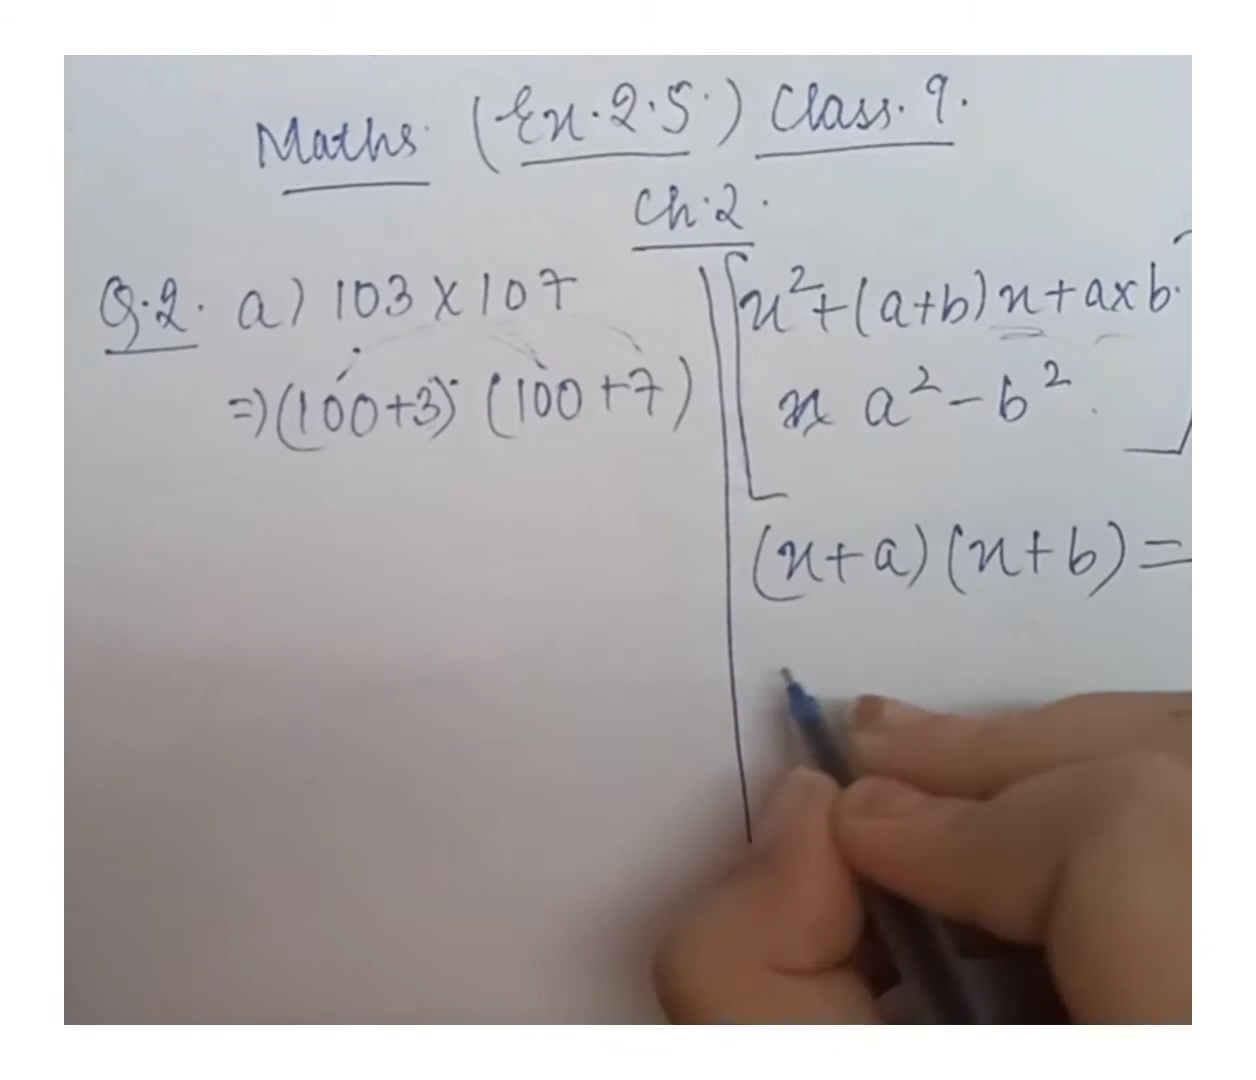 Maths (Ex. 2.5.) Class. 9.
Ch. 2.
Q.2. a) 103 x 107
=> (100+3) (100+7)
x²+(a+b)x+axb.
x a²-b².
(x+a)(x+b)=